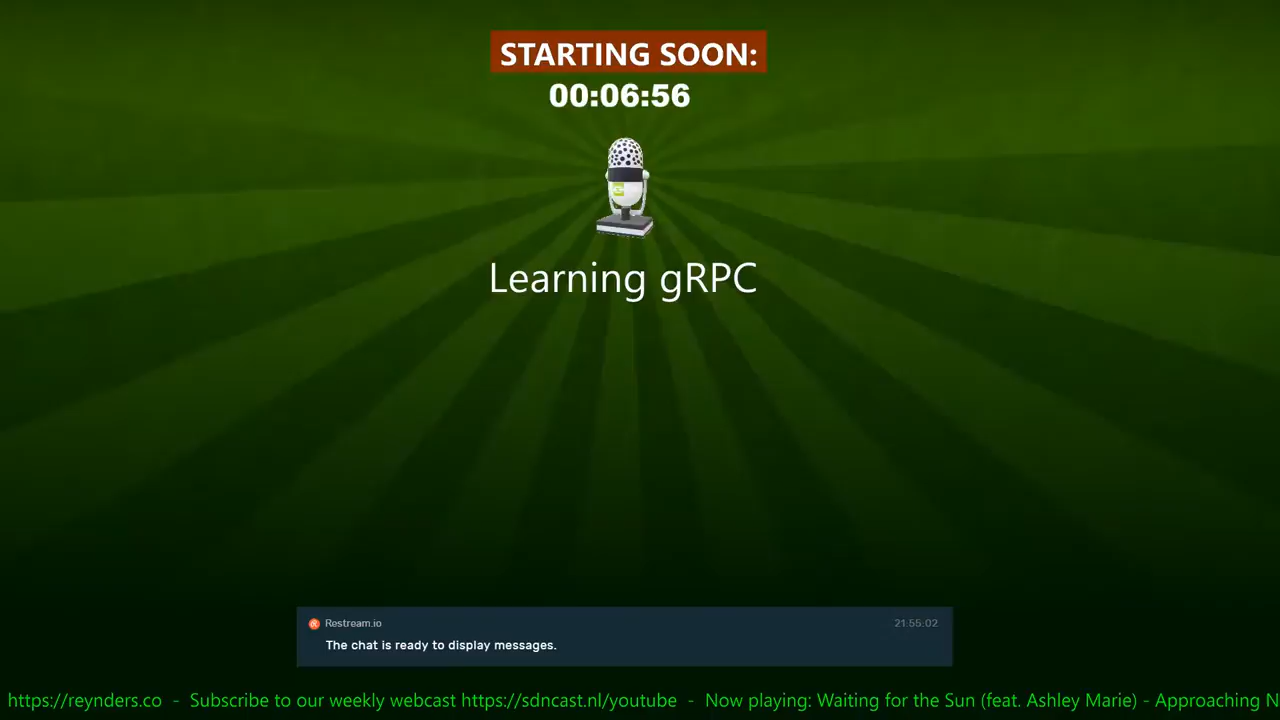 STARTING SOON:
00:06:56
Learning gRPC
Restream.io 21:55:02
The chat is ready to display messages.
https://reynders.co - Subscribe to our weekly webcast https://sdncast.nl/youtube - Now playing: Waiting for the Sun (feat. Ashley Marie) - Approaching N